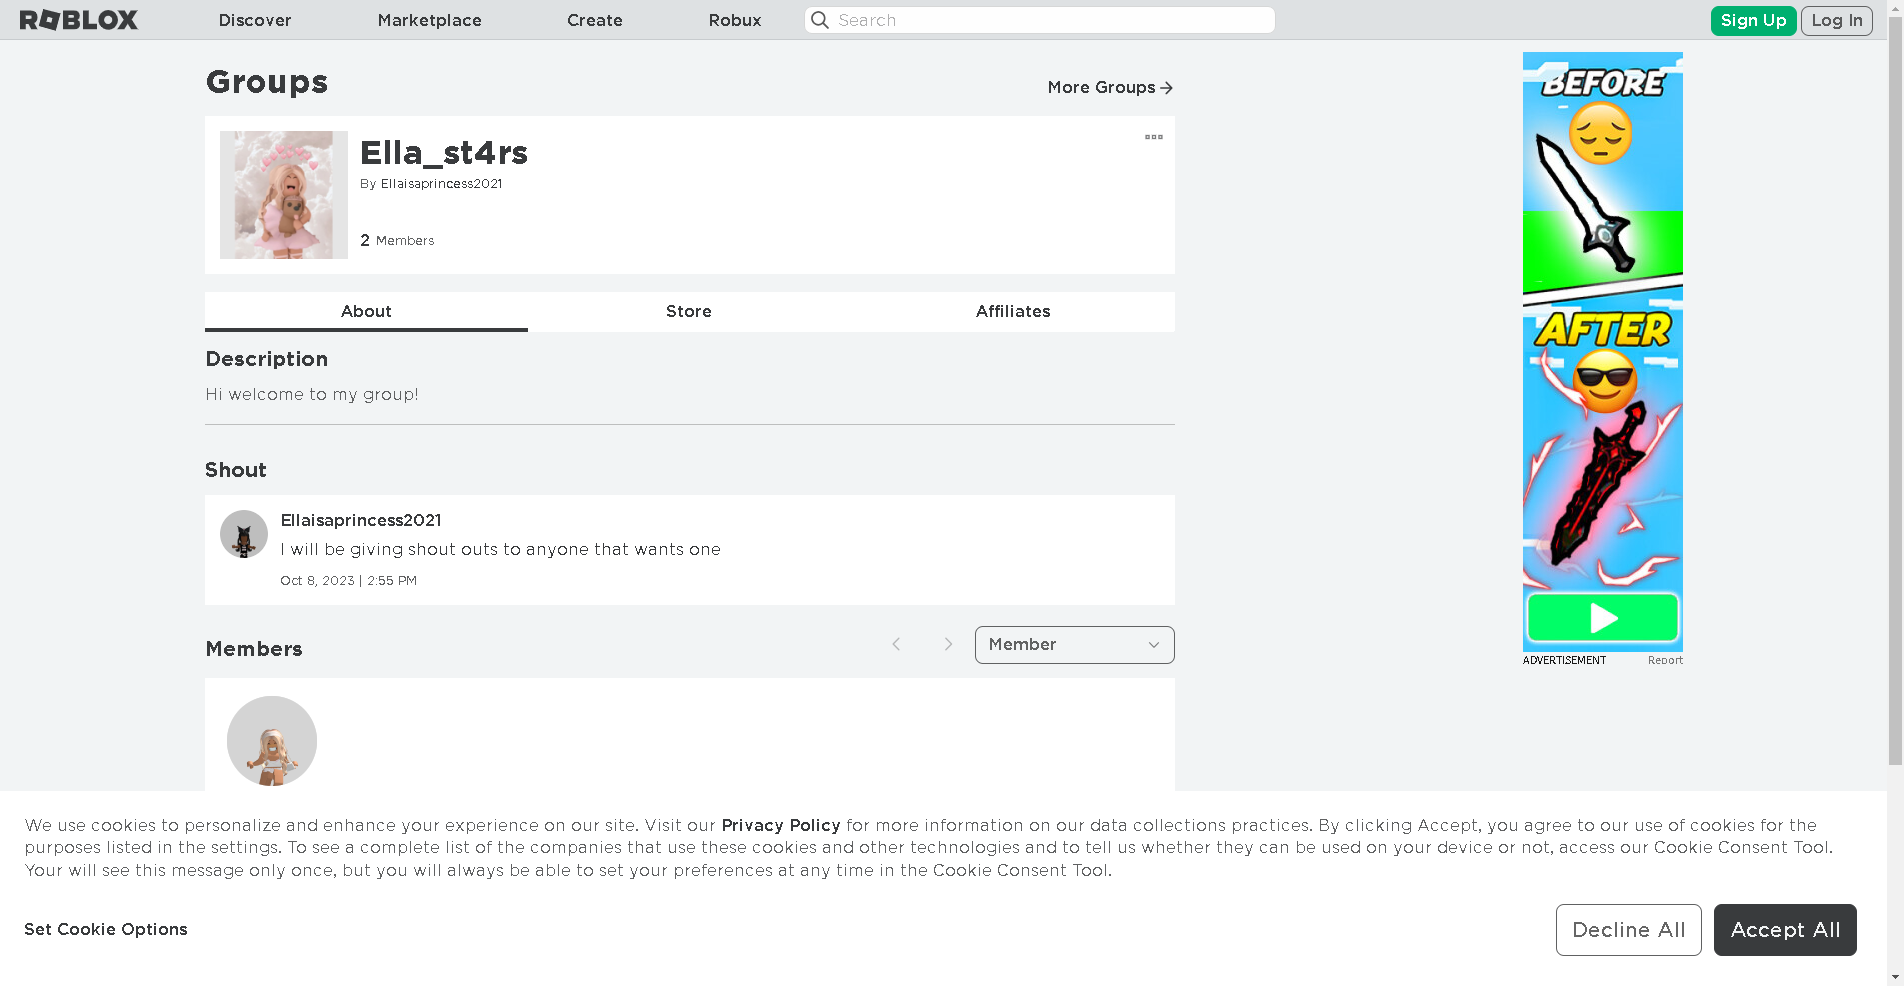 ROBLOX
Discover
Marketplace
Create
Robux
Search
Sign Up
Log In
Groups
More Groups
Ella_st4rs
By Ellaisaprincess2021
2 Members
About
Store
Affiliates
Description
Hi welcome to my group!
Shout
Ellaisaprincess2021
I will be giving shout outs to anyone that wants one
Oct 8, 2023 | 2:55 PM
Members
Member
BEFORE
AFTER
ADVERTISEMENT
Report
We use cookies to personalize and enhance your experience on our site. Visit our Privacy Policy for more information on our data collections practices. By clicking Accept, you agree to our use of cookies for the
purposes listed in the settings. To see a complete list of the companies that use these cookies and other technologies and to tell us whether they can be used on your device or not, access our Cookie Consent Tool.
Your will see this message only once, but you will always be able to set your preferences at any time in the Cookie Consent Tool.
Set Cookie Options
Decline All
Accept All